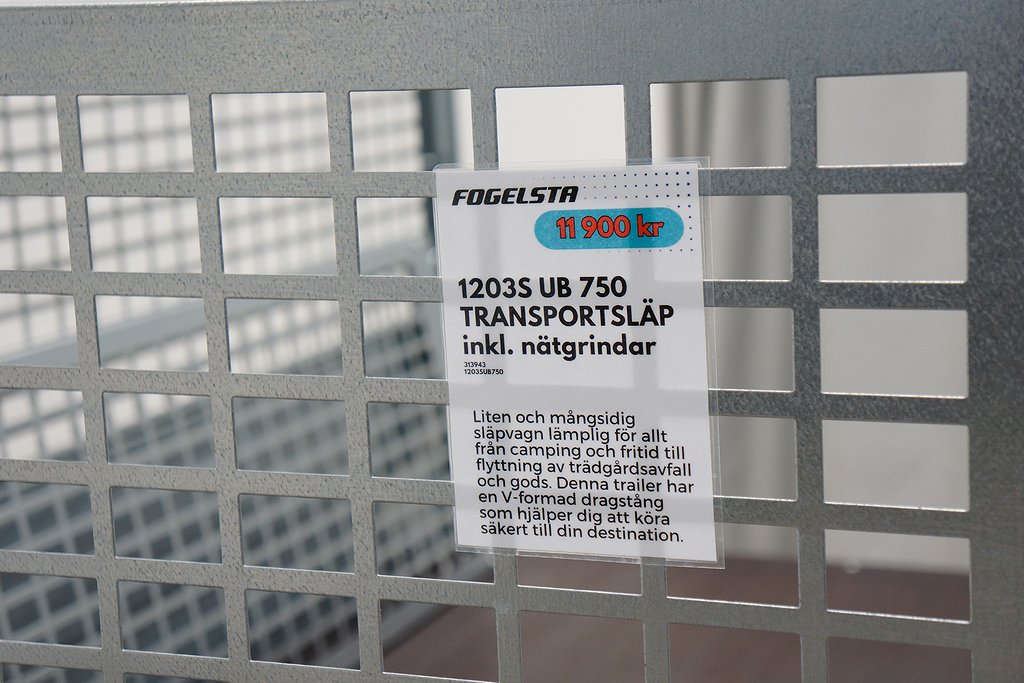 FOGELSTA
11 900 kr
1203S UB 750
TRANSPORTSLÄP
inkl. nätgrindar
313943
1203SUB750
Liten och mångsidig
släpvagn lämplig för allt
från camping och fritid till
flyttning av trädgårdsavfall
och gods. Denna trailer har
en V-formad dragstång
som hjälper dig att köra
säkert till din destination.